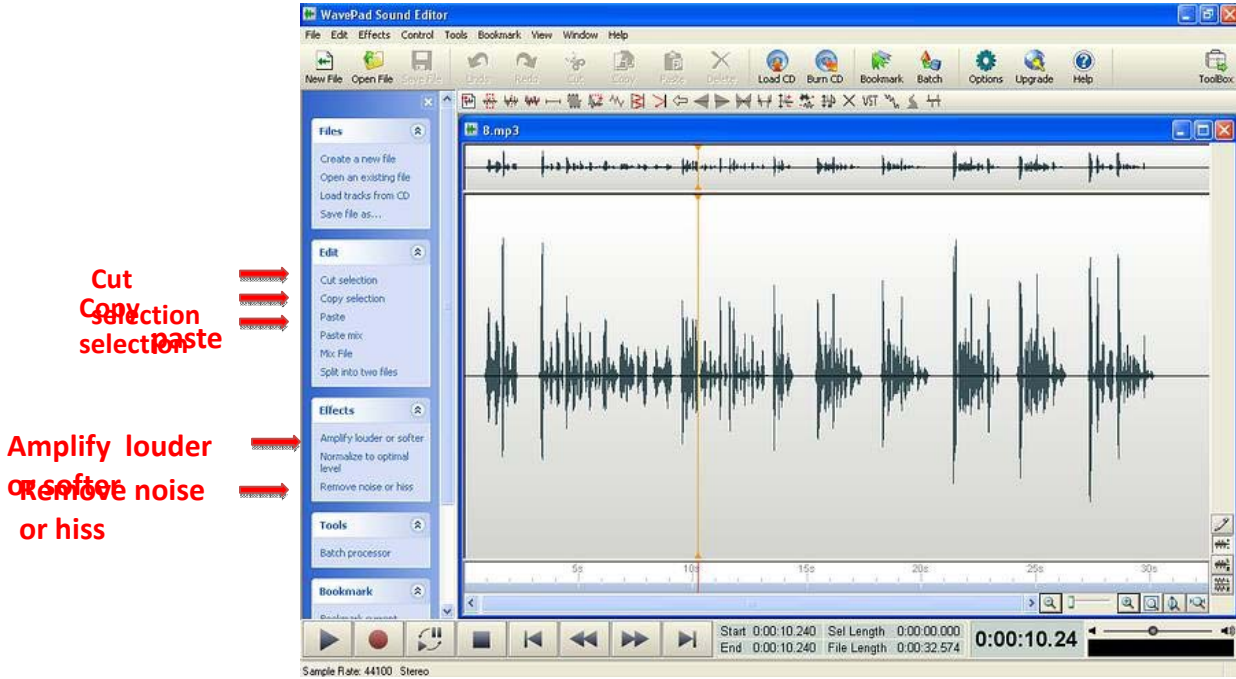 WavePad Sound Editor
File Edit Effects Control Tools Bookmark View Window Help
New File Open File Save File Undo Redo Cut Copy Paste Delete Load CD Burn CD Bookmark Batch Options Upgrade Help ToolBox
VST
Files
Create a new file
Open an existing file
Load tracks from CD
Save file as...
Edit
Cut selection
Copy selection
Paste
Paste mix
Mix File
Split into two files
Effects
Amplify louder or softer
Normalize to optimal
level
Remove noise or hiss
Tools
Batch processor
Bookmark
Bookmark current
8.mp3
5s 10s 15s 20s 25s 30s
Start 0:00:10.240 Sel Length 0:00:00.000
End 0:00:10.240 File Length 0:00:32.574
0:00:10.24
Sample Rate: 44100 Stereo
Cut
selection
Copy
selection
paste
Amplify louder
or softer
Remove noise
or hiss